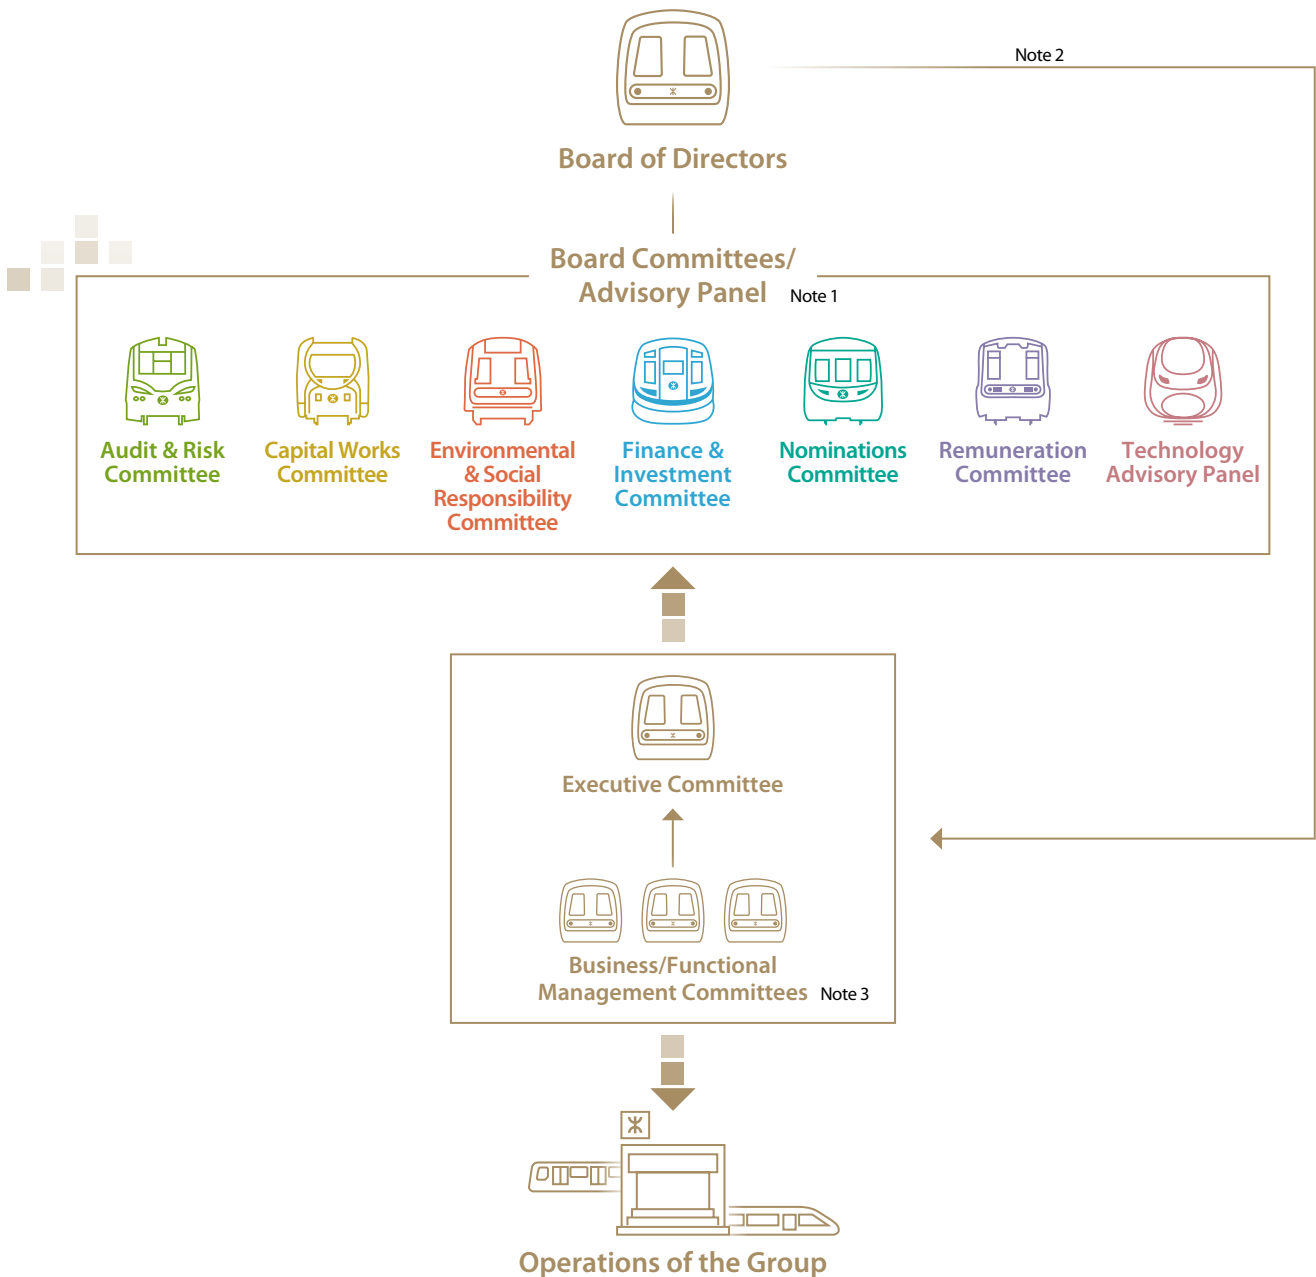 Note 2
Board of Directors
Board Committees/
Advisory Panel Note 1
Audit & Risk
Committee
Capital Works
Committee
Environmental
& Social
Responsibility
Committee
Finance &
Investment
Committee
Nominations
Committee
Remuneration
Committee
Technology
Advisory Panel
Executive Committee
Business/Functional
Management Committees Note 3
Operations of the Group